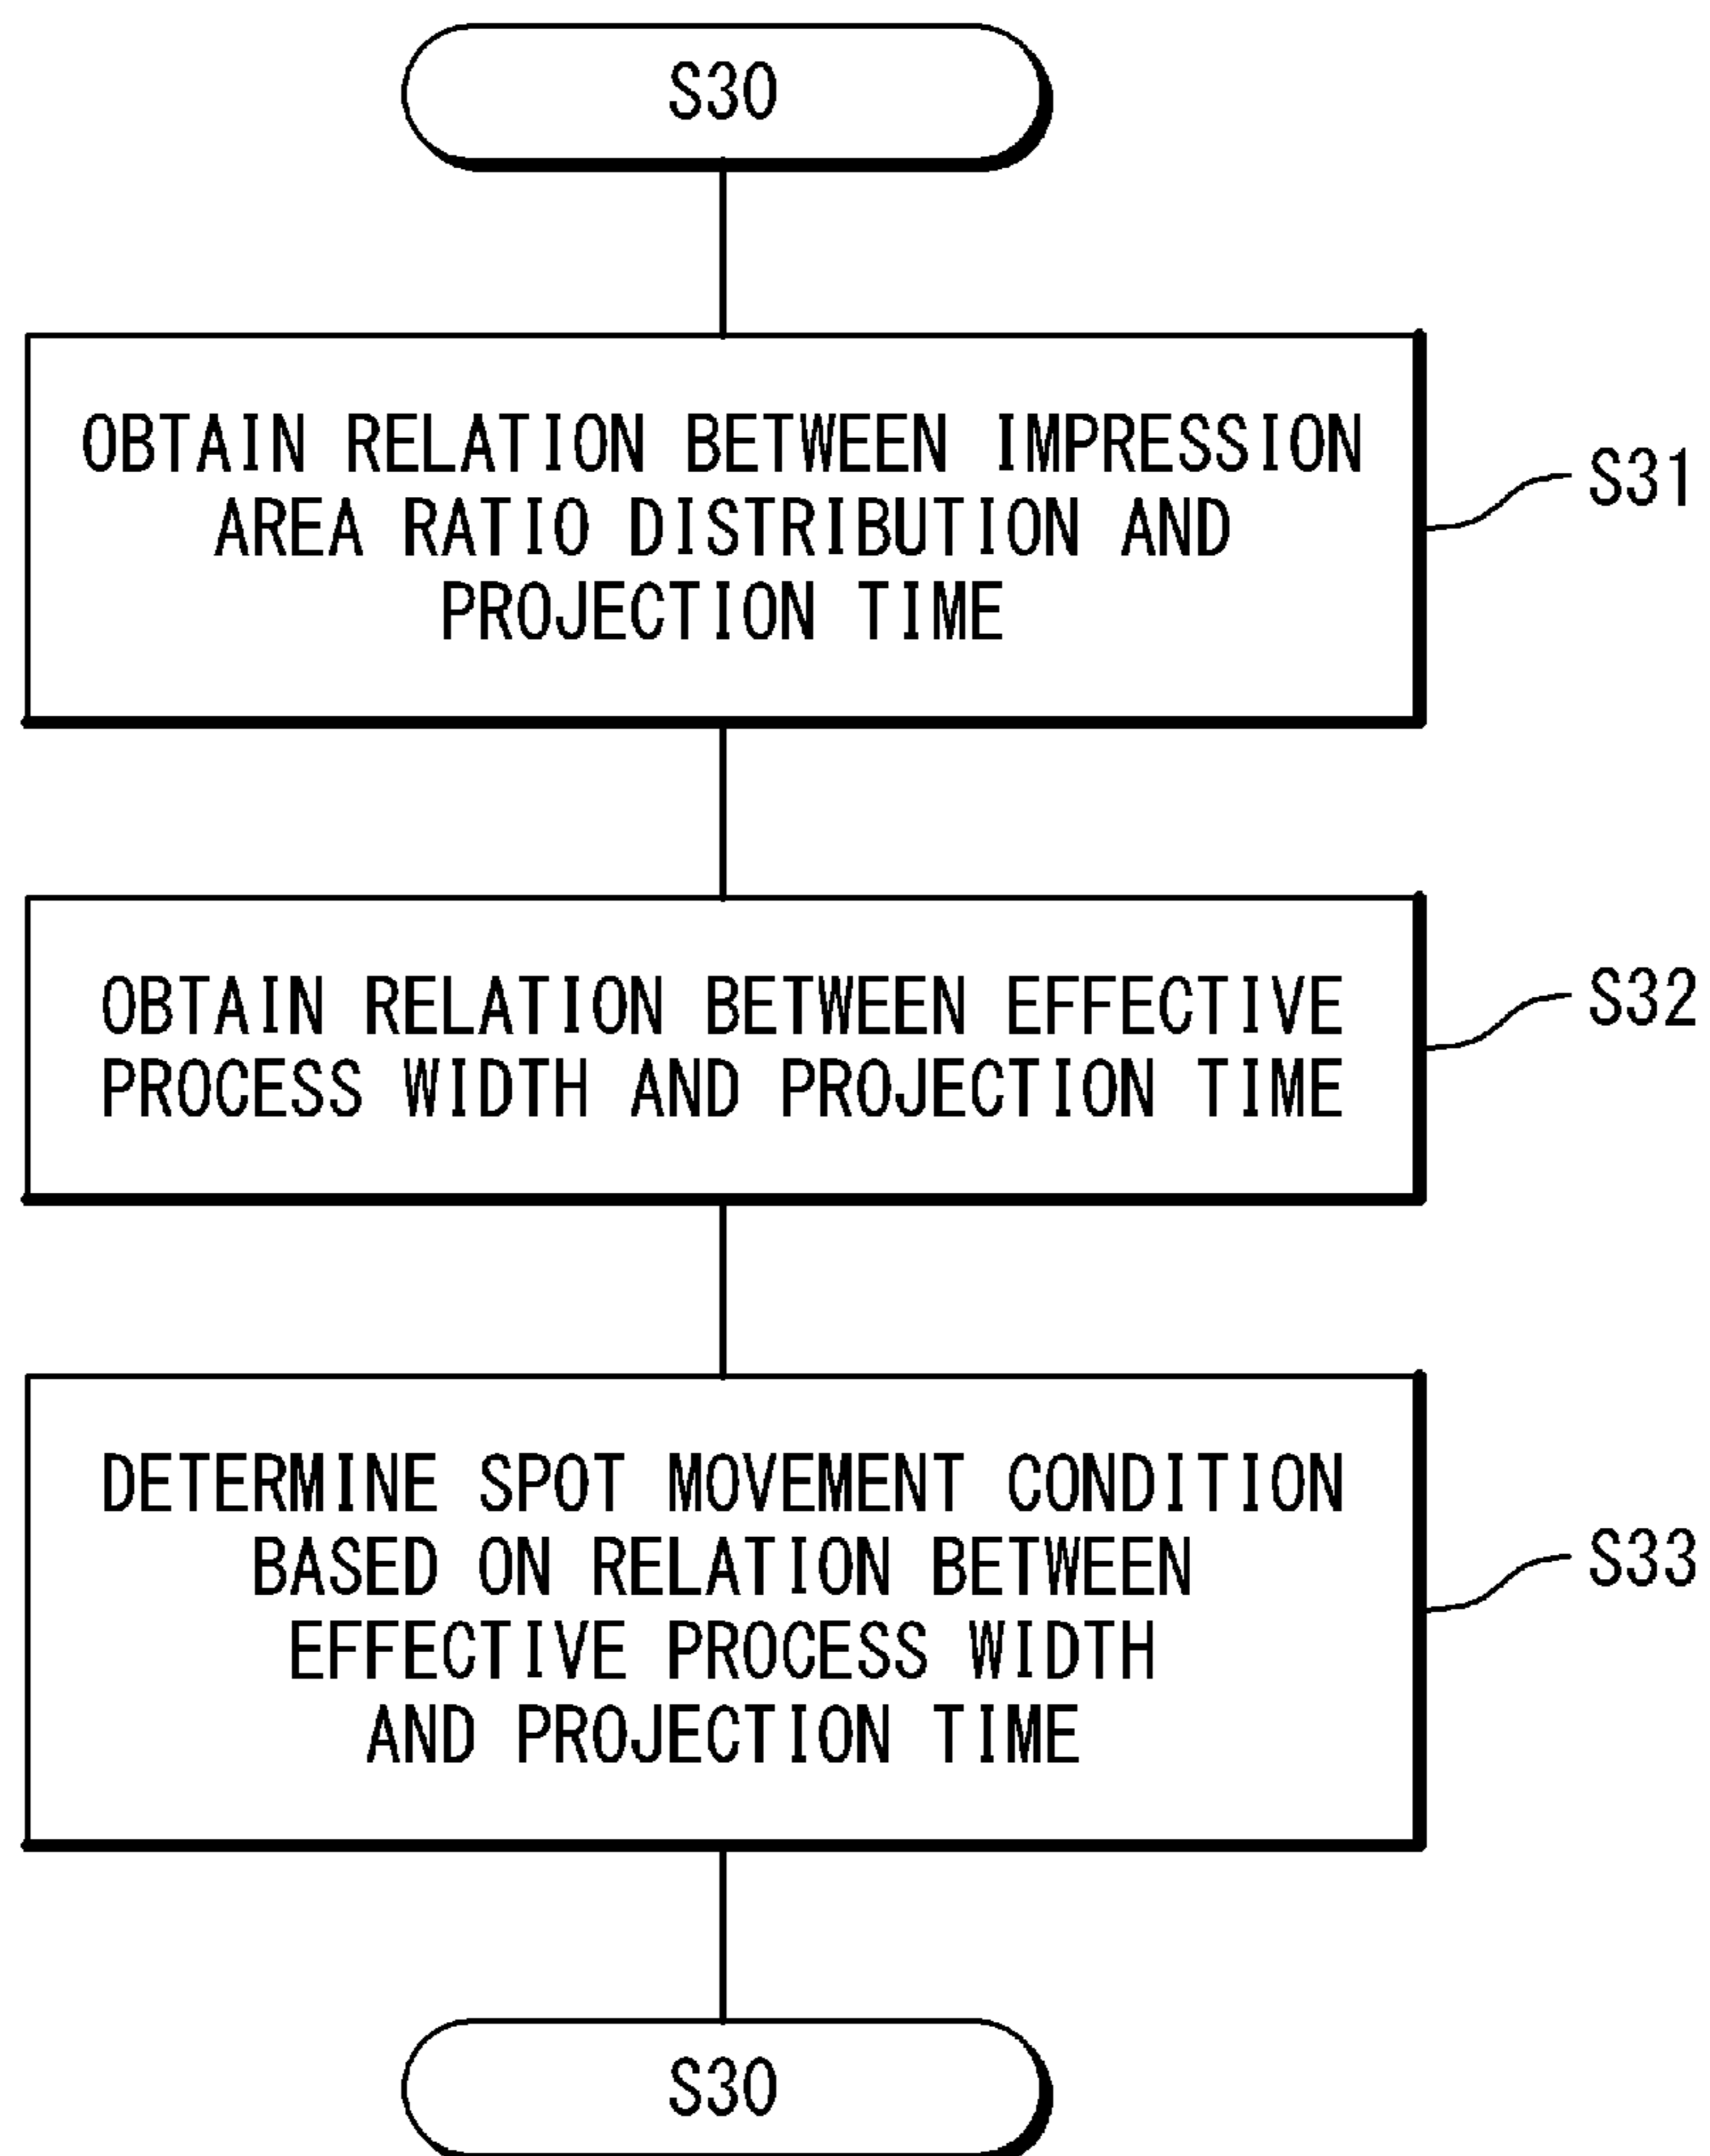 S30
OBTAIN RELATION BETWEEN IMPRESSION
AREA RATIO DISTRIBUTION AND
PROJECTION TIME
S31
OBTAIN RELATION BETWEEN EFFECTIVE
PROCESS WIDTH AND PROJECTION TIME
S32
DETERMINE SPOT MOVEMENT CONDITION
BASED ON RELATION BETWEEN
EFFECTIVE PROCESS WIDTH
AND PROJECTION TIME
S33
S30